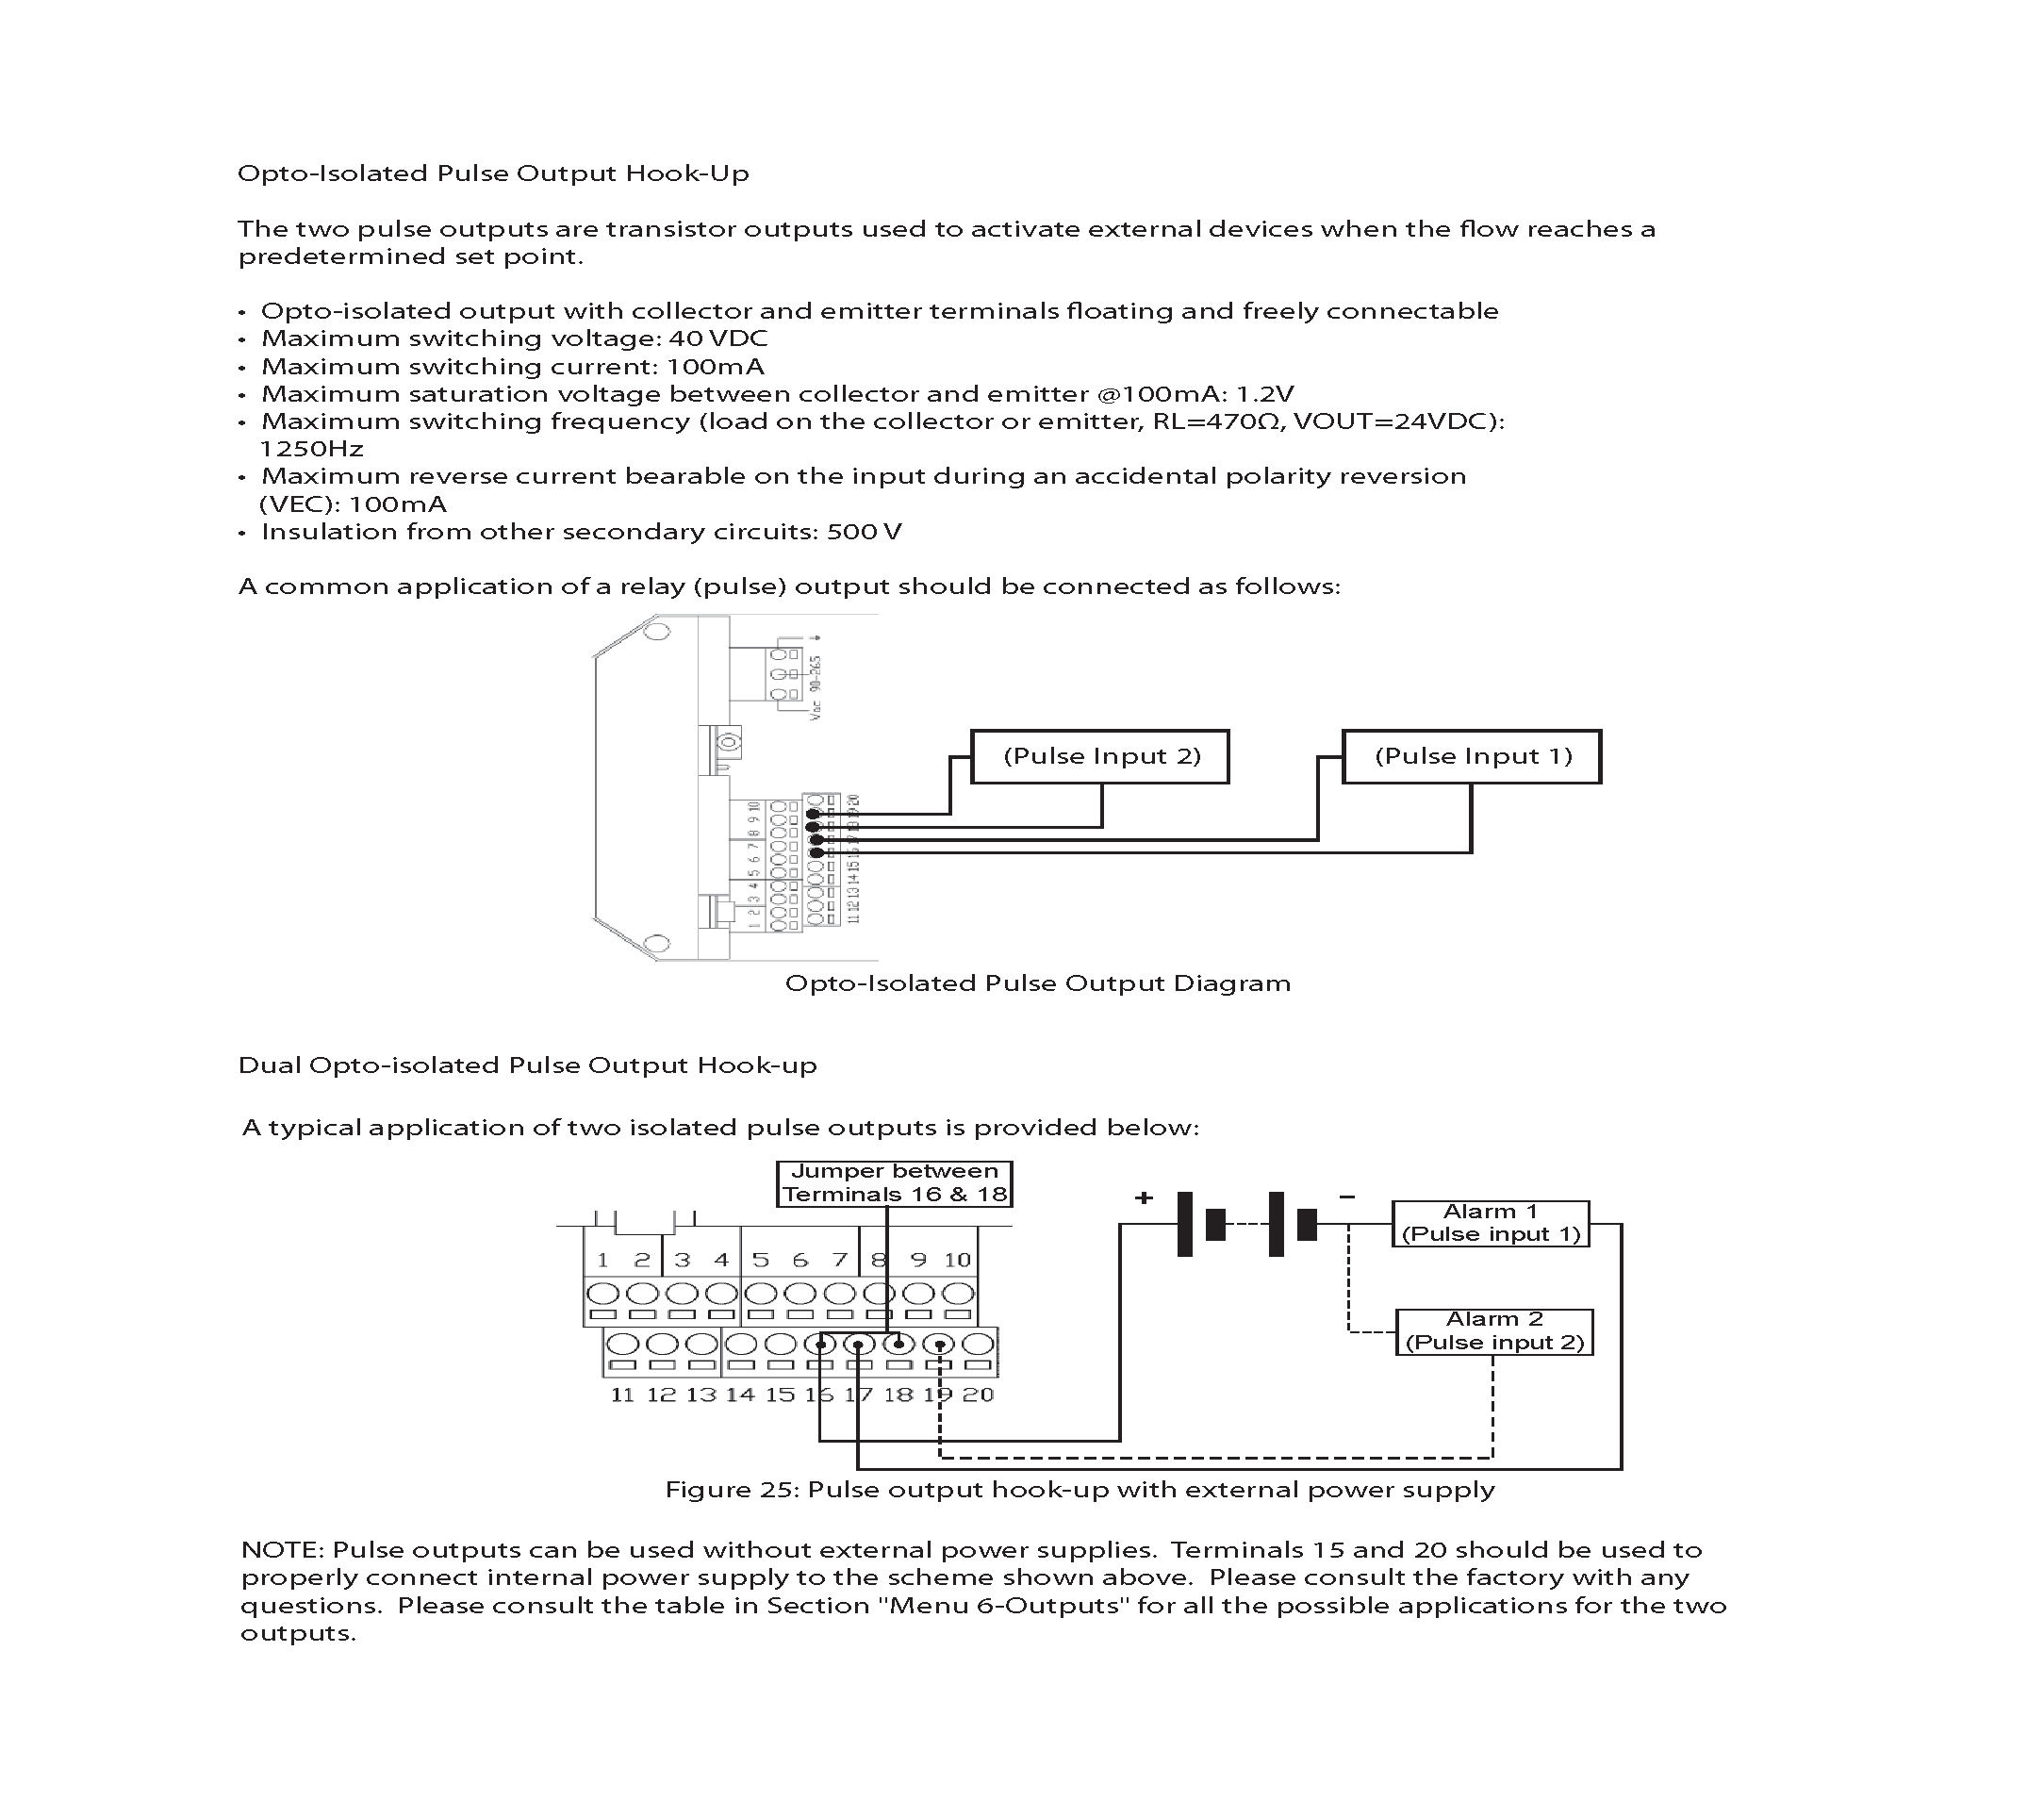 Opto-Isolated Pulse Output Hook-Up
The two pulse outputs are transistor outputs used to activate external devices when the flow reaches a
predetermined set point.
• Opto-isolated output with collector and emitter terminals floating and freely connectable
• Maximum switching voltage: 40 VDC
• Maximum switching current: 100mA
• Maximum saturation voltage between collector and emitter @100mA: 1.2V
• Maximum switching frequency (load on the collector or emitter, RL=470Ω, VOUT=24VDC):
1250Hz
• Maximum reverse current bearable on the input during an accidental polarity reversion
(VEC): 100mA
• Insulation from other secondary circuits: 500 V
A common application of a relay (pulse) output should be connected as follows:
Vac 90-265
(Pulse Input 2)
(Pulse Input 1)
1 2 3 4 5 6 7 8 9 10
11 12 13 14 15 16 17 18 19 20
Opto-Isolated Pulse Output Diagram
Dual Opto-isolated Pulse Output Hook-up
A typical application of two isolated pulse outputs is provided below:
Jumper between
Terminals 16 & 18
+ –
Alarm 1
(Pulse input 1)
1 2 3 4 5 6 7 8 9 10
Alarm 2
(Pulse input 2)
11 12 13 14 15 16 17 18 19 20
Figure 25: Pulse output hook-up with external power supply
NOTE: Pulse outputs can be used without external power supplies. Terminals 15 and 20 should be used to
properly connect internal power supply to the scheme shown above. Please consult the factory with any
questions. Please consult the table in Section "Menu 6-Outputs" for all the possible applications for the two
outputs.